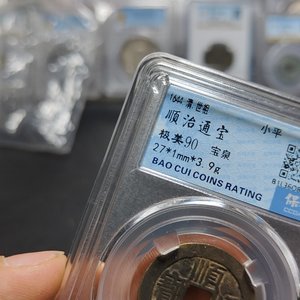 1644 清 世祖
顺治通宝 小平
极美90 宝泉
27*1mm*3.9g
BAO CUI COINS RATING
保
顺